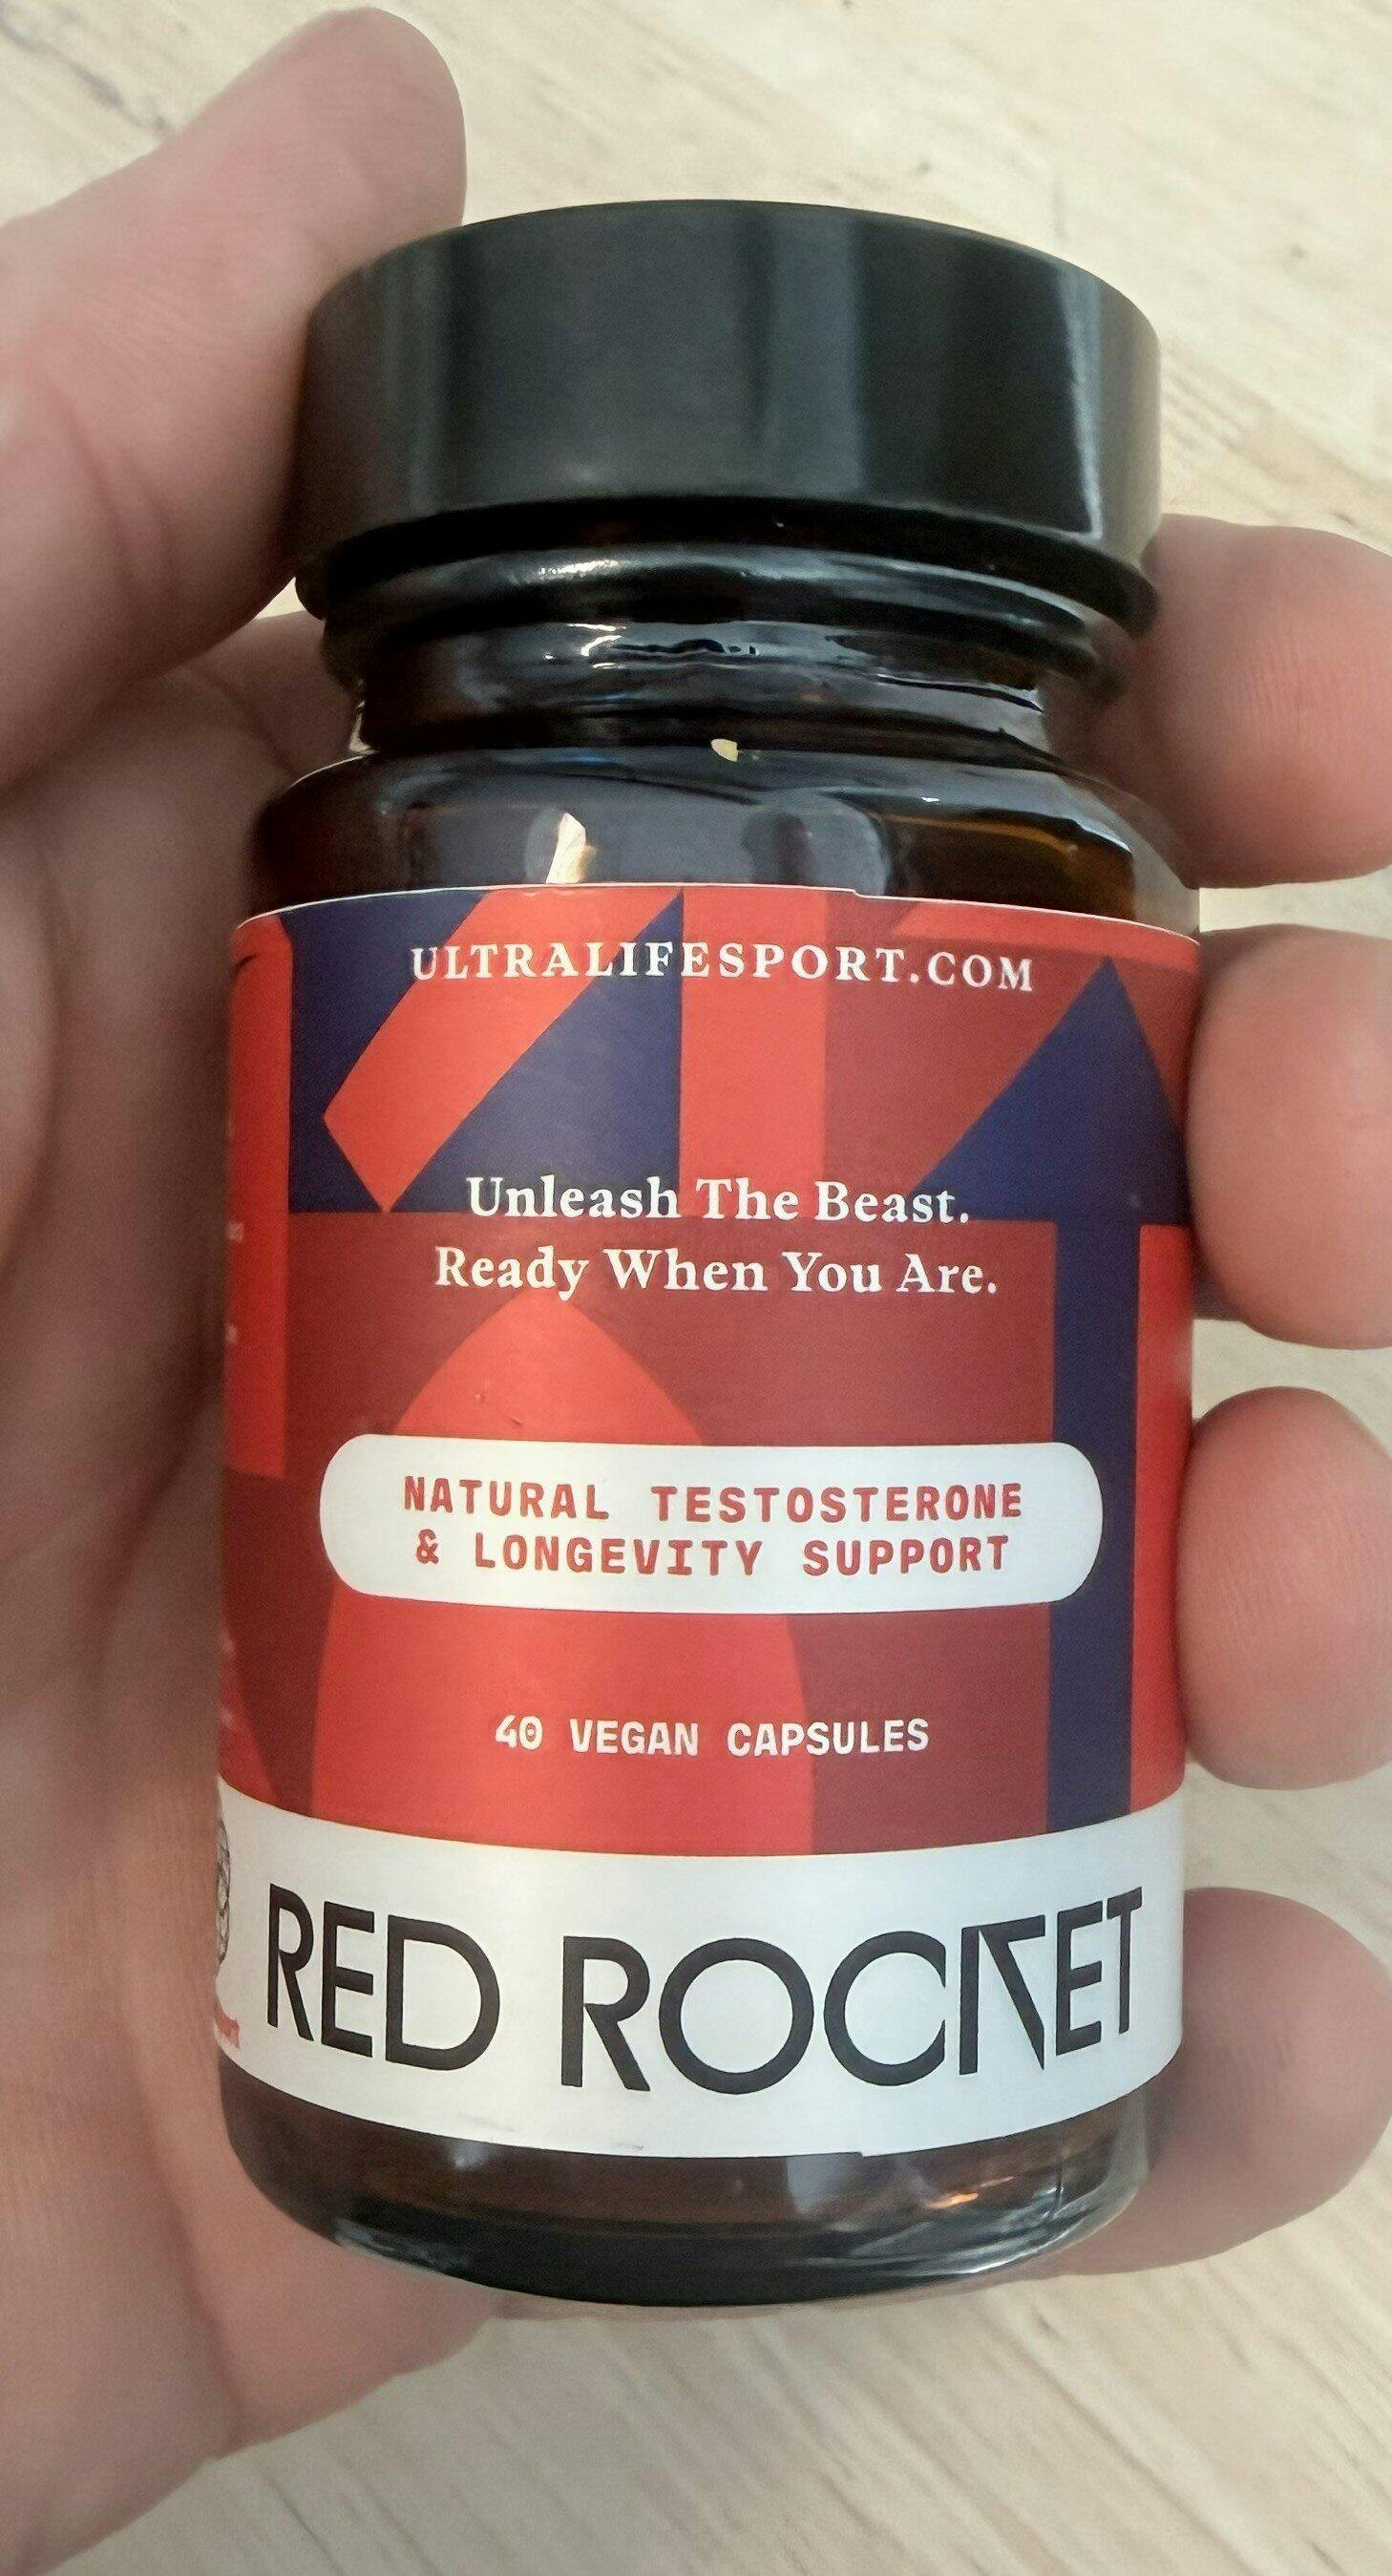 ULTRALIFESPORT.COM
Unleash The Beast.
Ready When You Are.
NATURAL TESTOSTERONE
& LONGEVITY SUPPORT
40 VEGAN CAPSULES
RED ROCKET